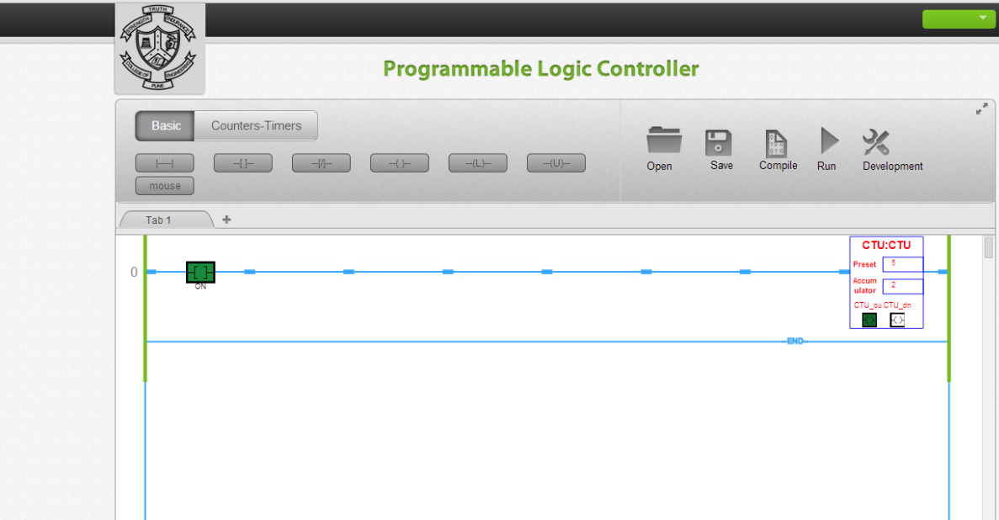 TRUTH
STRENGTH
ENDURANCE
COLLEGE OF
ENGINEERING
PUNE
Programmable Logic Controller
Basic
Counters-Timers
|----|
--[ ]--
--[/]--
--( )--
--(L)--
--(U)--
mouse
Open
Save
Compile
Run
Development
Tab 1
+
CTU:CTU
0
Preset 5
Accum
ulator 2
ON
CTU_cu CTU_dn
--END--